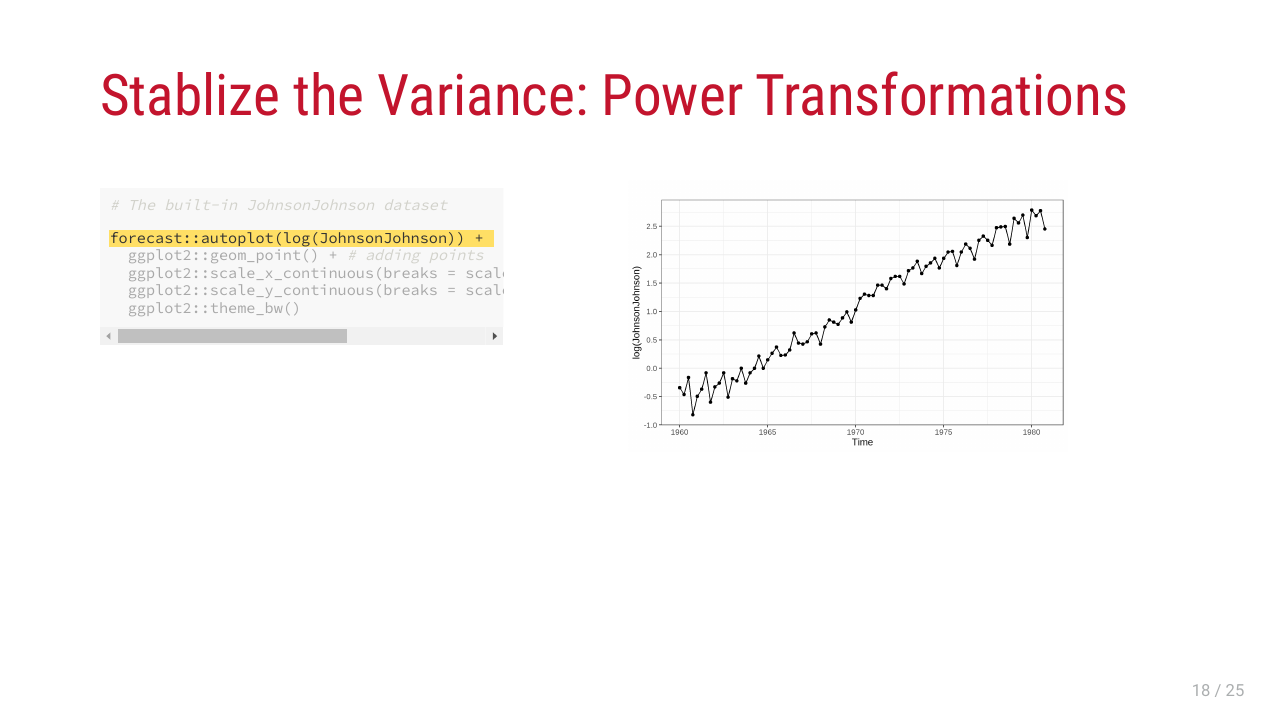 Stablize the Variance: Power Transformations
# The built-in JohnsonJohnson dataset
forecast::autoplot(log(JohnsonJohnson)) +
ggplot2::geom_point() + # adding points
ggplot2::scale_x_continuous(breaks = scale
ggplot2::scale_y_continuous(breaks = scale
ggplot2::theme_bw()
log(JohnsonJohnson)
2.5
2.0
1.5
1.0
0.5
0.0
-0.5
-1.0
1960 1965 1970 1975 1980
Time
18 / 25